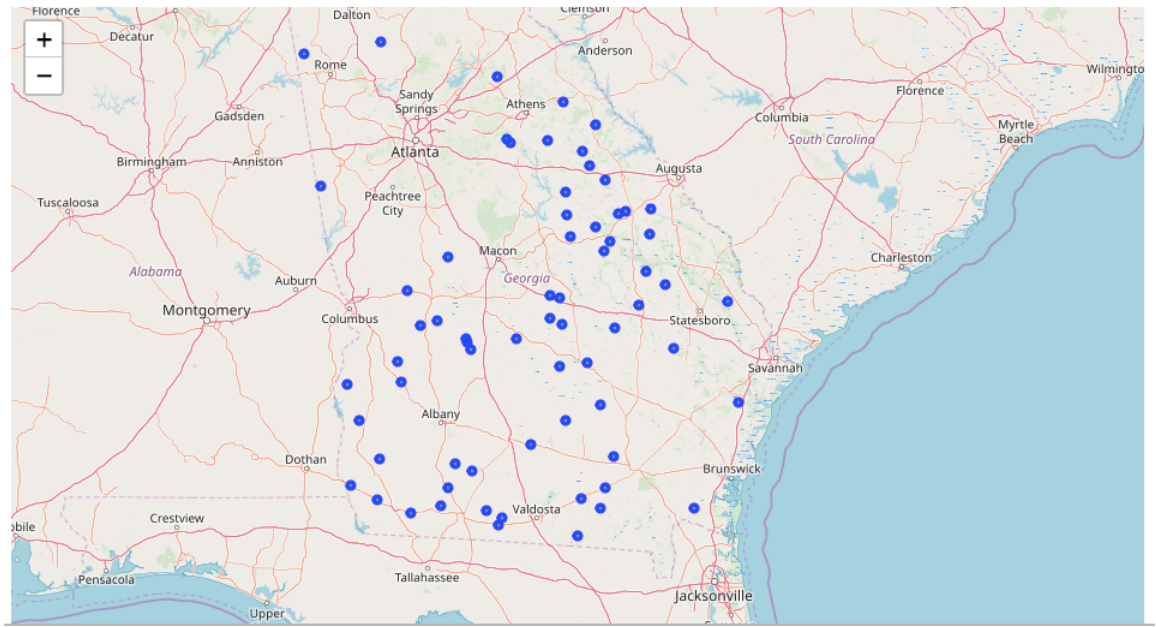 Florence
Dalton
Clemson
+
Decatur
Anderson
−
Rome
Wilmingto
Florence
Sandy
Springs
Athens
Gadsden
Columbia
Myrtle
Beach
South Carolina
Atlanta
Birmingham
Anniston
Augusta
Tuscaloosa
Peachtree
City
Macon
Charleston
Alabama
Georgia
Auburn
Montgomery
Columbus
Statesboro
Savannah
Albany
Dothan
Brunswick
Valdosta
Crestview
obile
Pensacola
Tallahassee
Jacksonville
Upper